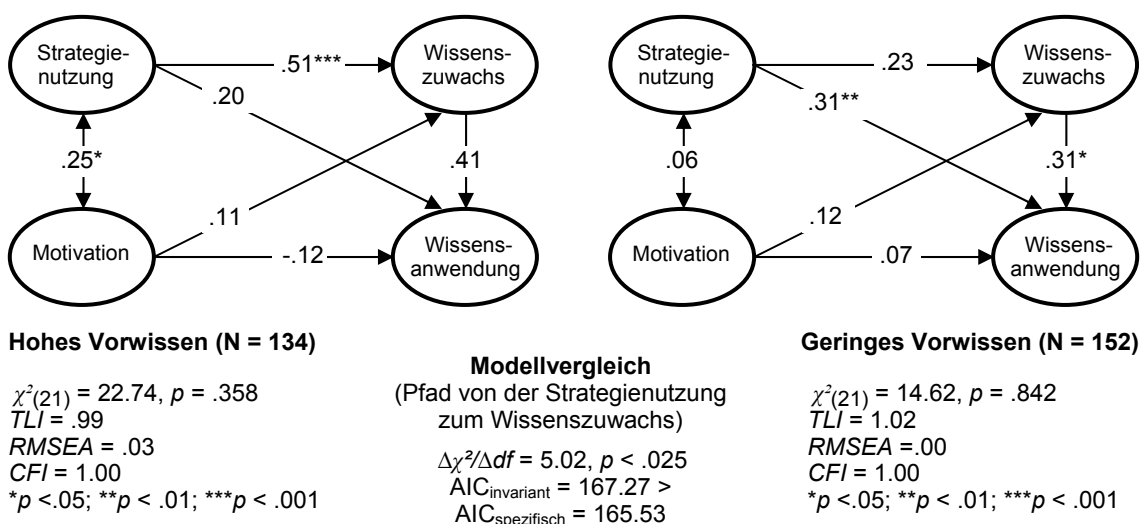 Strategie-
nutzung
.51***
Wissens-
zuwachs
.20
.25*
.41
.11
Motivation
-.12
Wissens-
anwendung
Strategie-
nutzung
.23
Wissens-
zuwachs
.31**
.06
.31*
.12
Motivation
.07
Wissens-
anwendung
Hohes Vorwissen (N = 134)
χ²(21) = 22.74, p = .358
TLI = .99
RMSEA = .03
CFI = 1.00
*p <.05; **p < .01; ***p < .001
Modellvergleich
(Pfad von der Strategienutzung
zum Wissenszuwachs)
Δχ²/Δdf = 5.02, p < .025
AICinvariant = 167.27 >
AICspezifisch = 165.53
Geringes Vorwissen (N = 152)
χ²(21) = 14.62, p = .842
TLI = 1.02
RMSEA =.00
CFI = 1.00
*p <.05; **p < .01; ***p < .001